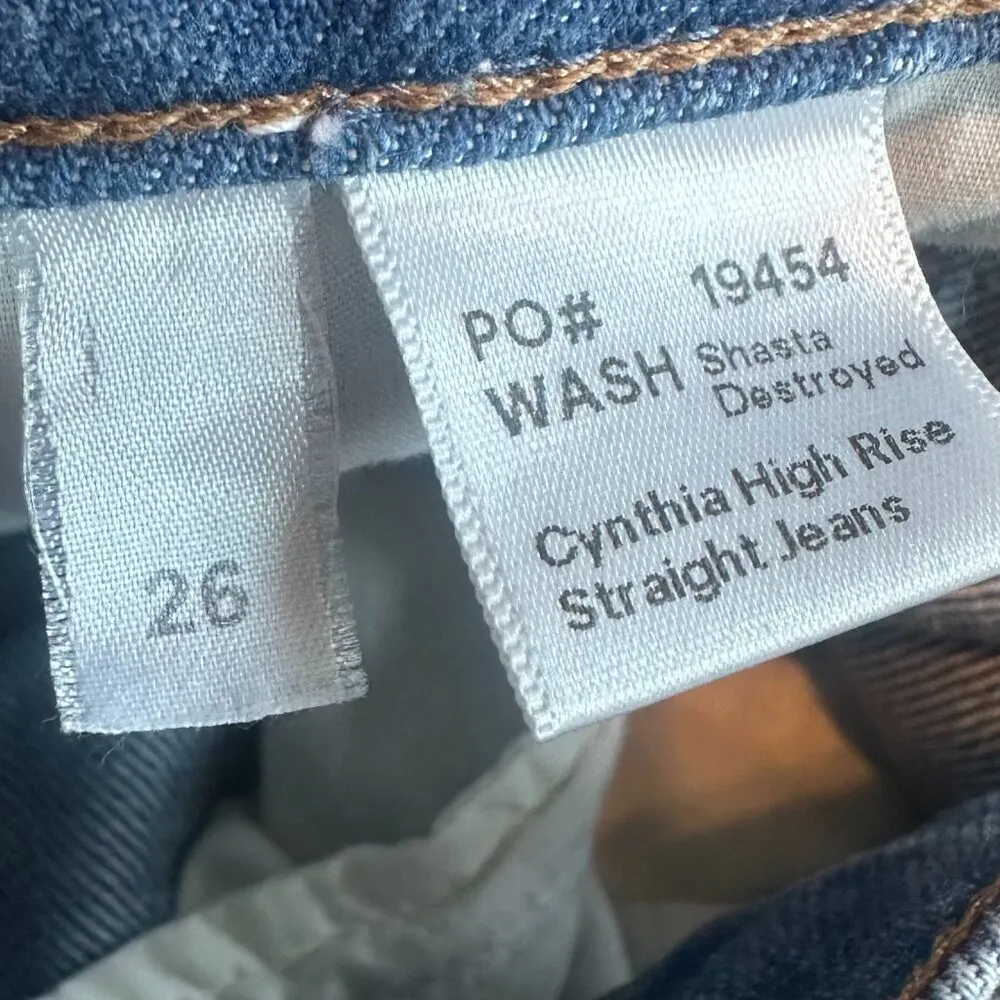 26
PO# 19454
WASH Shasta
Destroyed
Cynthia High Rise
Straight Jeans